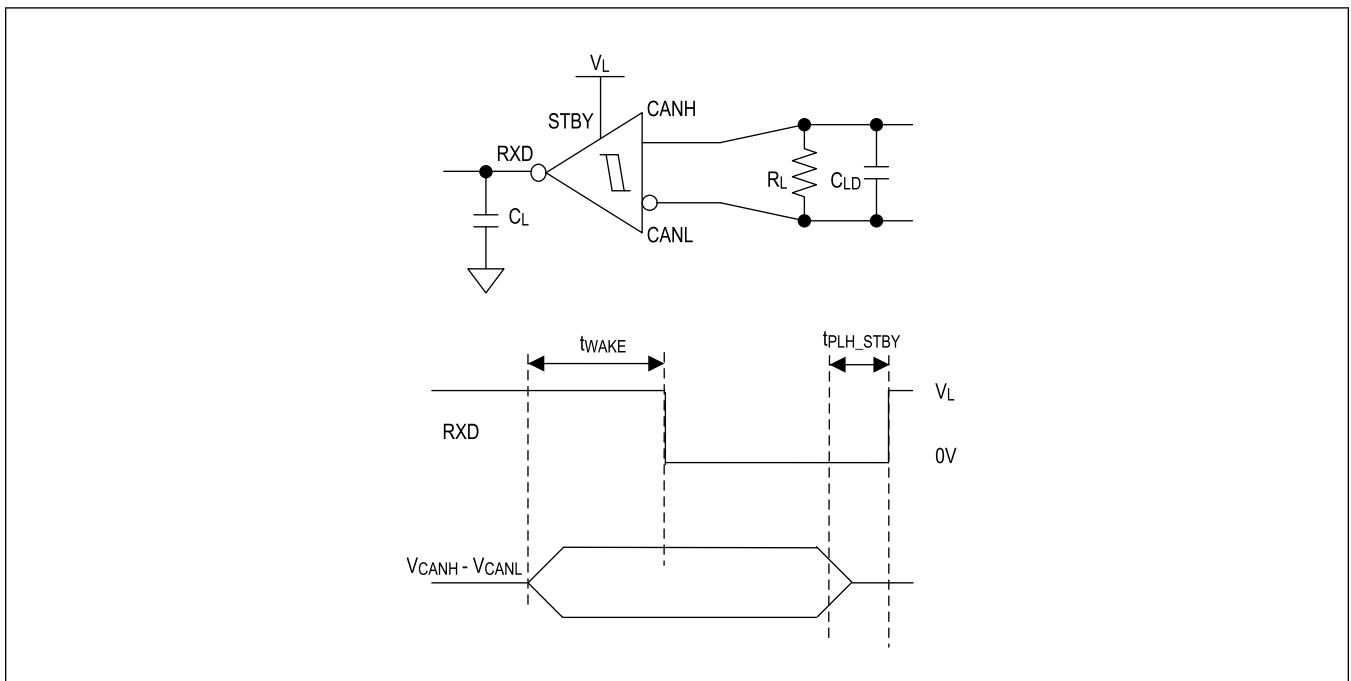 VL
CANH
STBY
RXD
RL
CLD
CL
CANL
tWAKE
tPLH_STBY
VL
RXD
0V
VCANH - VCANL